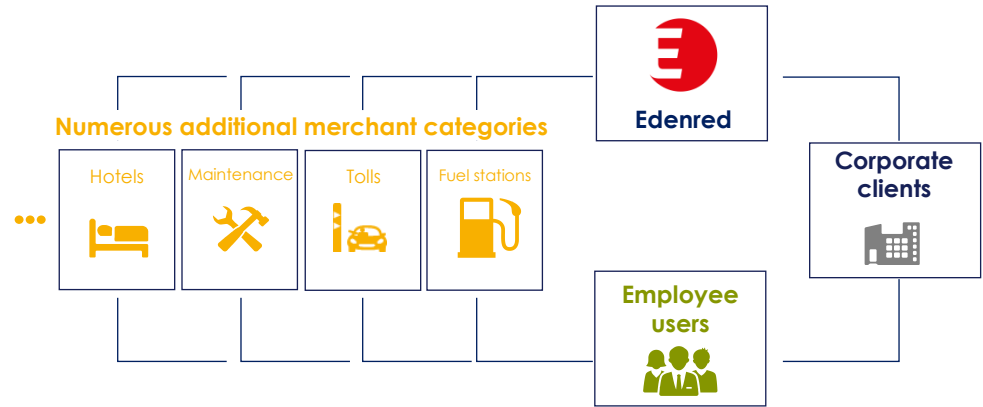 Edenred
Numerous additional merchant categories
Hotels
Maintenance
Tolls
Fuel stations
...
Corporate
clients
Employee
users